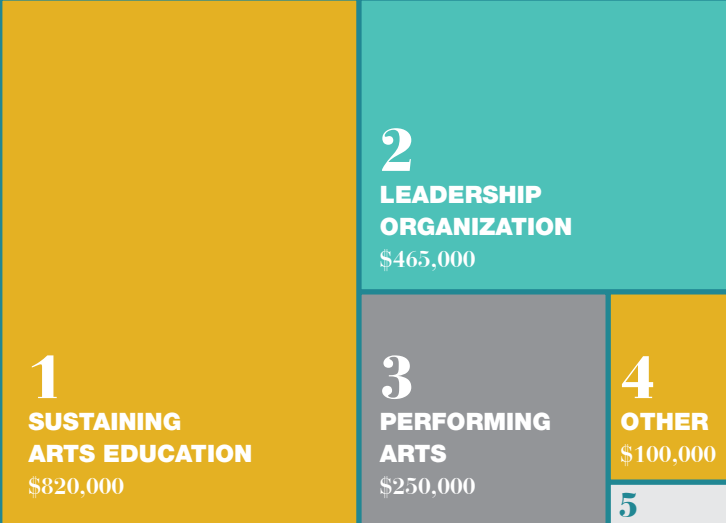 1
SUSTAINING
ARTS EDUCATION
$820,000
2
LEADERSHIP
ORGANIZATION
$465,000
3
PERFORMING
ARTS
$250,000
4
OTHER
$100,000
5